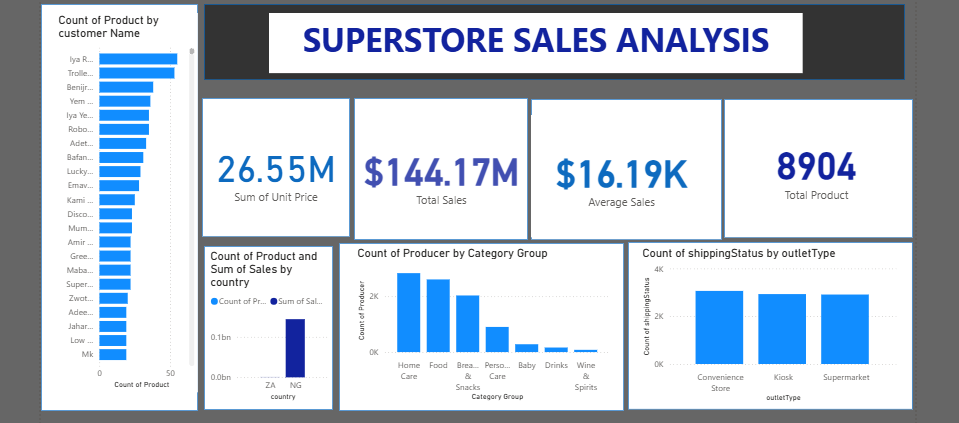 Count of Product by
customer Name
Iya R...
Trolle...
Benijr...
Yem ...
Iya Ye...
Robo...
Adet...
Bafan...
Lucky...
Emav...
Kami ...
Disco...
Mum...
Amir ...
Gree...
Maba...
Super...
Zwot...
Adee...
Jahar...
Low ...
Mk
0 50
Count of Product
SUPERSTORE SALES ANALYSIS
26.55M
Sum of Unit Price
$144.17M
Total Sales
$16.19K
Average Sales
8904
Total Product
Count of Product and
Sum of Sales by
country
Count of Pr... Sum of Sal...
0.1bn
0.0bn
ZA NG
country
Count of Producer by Category Group
Count of Producer
2K
0K
Home Care
Food
Brea... & Snacks
Perso... Care
Baby
Drinks
Wine & Spirits
Category Group
Count of shippingStatus by outletType
Count of shippingStatus
4K
2K
0K
Convenience Store
Kiosk
Supermarket
outletType